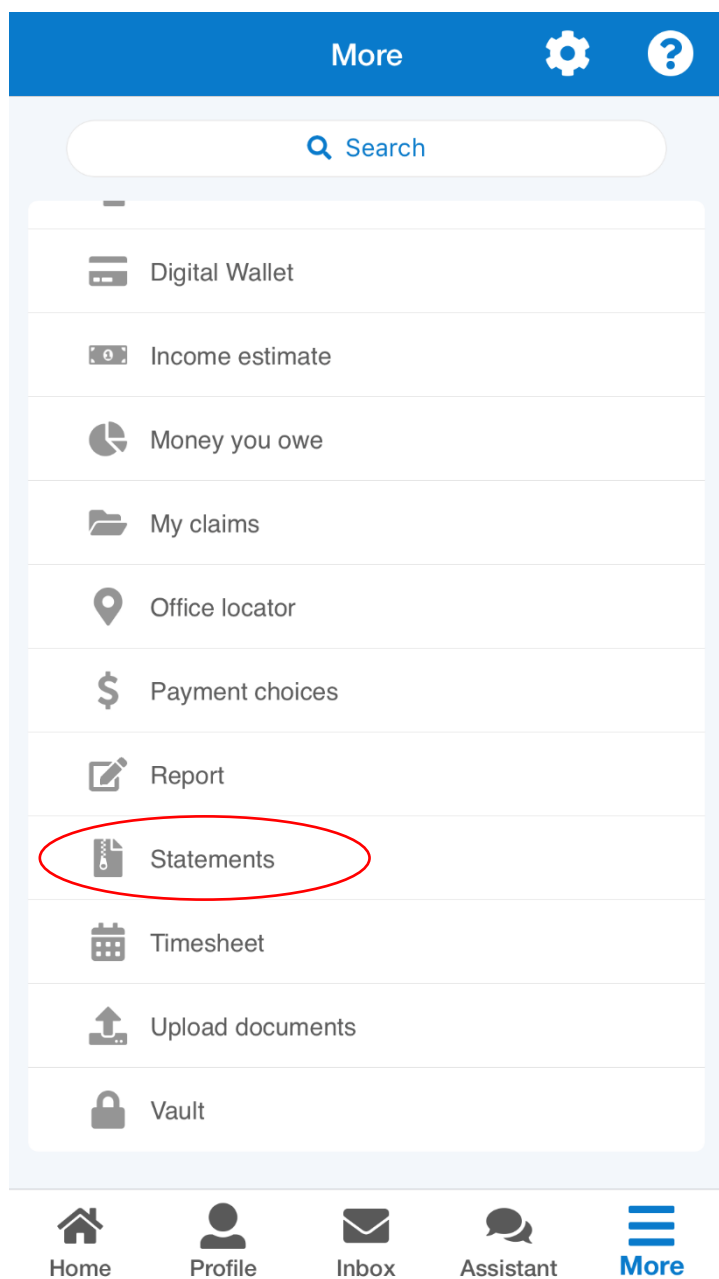 More
Search
Digital Wallet
Income estimate
Money you owe
My claims
Office locator
Payment choices
Report
Statements
Timesheet
Upload documents
Vault
Home Profile Inbox Assistant More